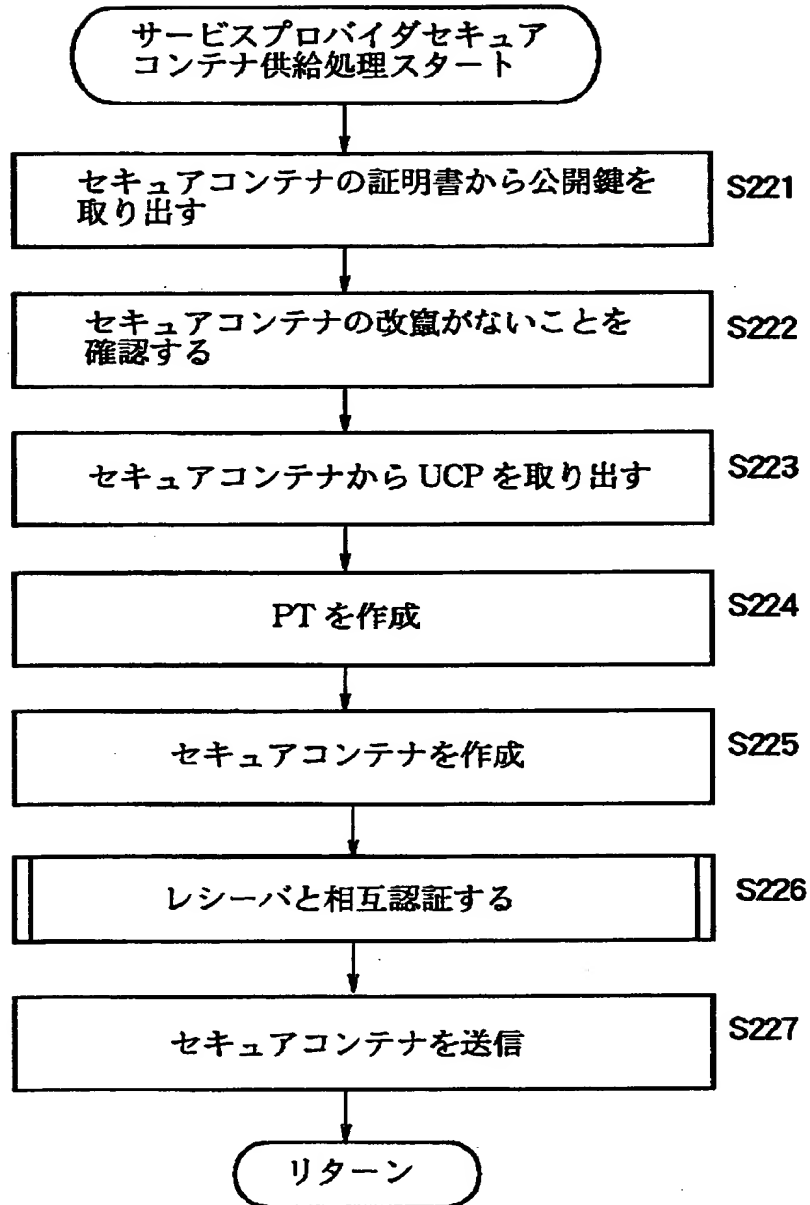 サービスプロバイダセキュア
コンテナ供給処理スタート
セキュアコンテナの証明書から公開鍵を
取り出す
S221
セキュアコンテナの改竄がないことを
確認する
S222
セキュアコンテナから UCP を取り出す
S223
PT を作成
S224
セキュアコンテナを作成
S225
レシーバと相互認証する
S226
セキュアコンテナを送信
S227
リターン